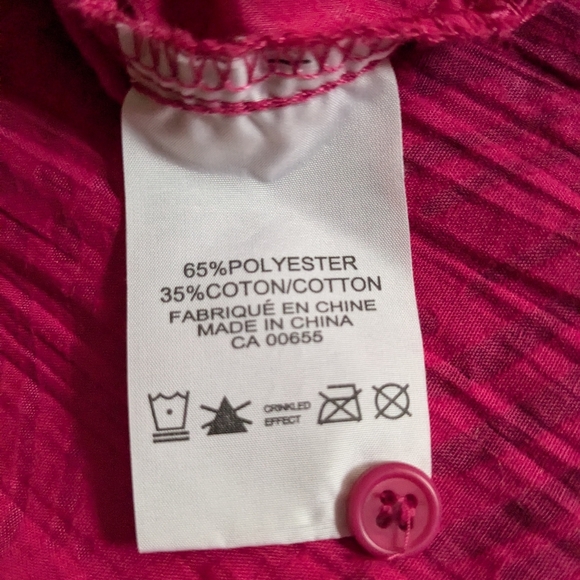 65%POLYESTER
35%COTON/COTTON
FABRIQUÉ EN CHINE
MADE IN CHINA
CA 00655
CRINKLED
EFFECT